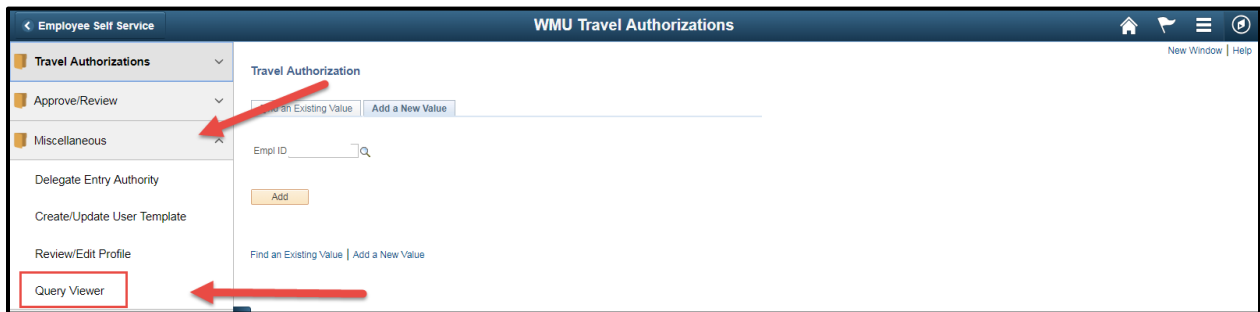 Employee Self Service
WMU Travel Authorizations
New Window | Help
Travel Authorizations
Approve/Review
Miscellaneous
Delegate Entry Authority
Create/Update User Template
Review/Edit Profile
Query Viewer
Travel Authorization
an Existing Value
Add a New Value
Empl ID
Add
Find an Existing Value | Add a New Value